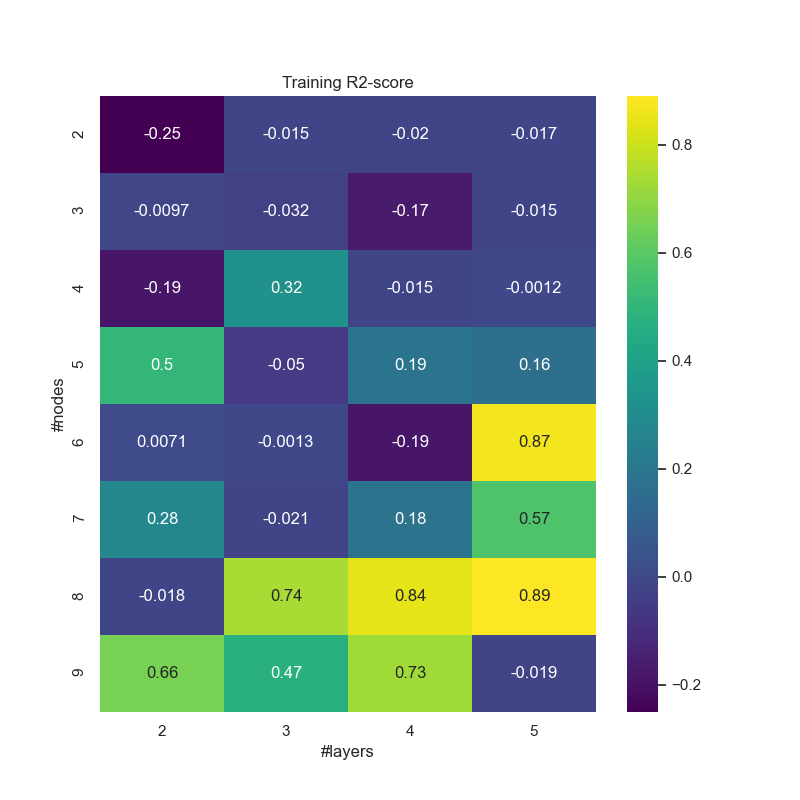 Training R2-score
2 -0.25 -0.015 -0.02 -0.017
3 -0.0097 -0.032 -0.17 -0.015
4 -0.19 0.32 -0.015 -0.0012
5 0.5 -0.05 0.19 0.16
6 0.0071 -0.0013 -0.19 0.87
7 0.28 -0.021 0.18 0.57
8 -0.018 0.74 0.84 0.89
9 0.66 0.47 0.73 -0.019
2 3 4 5
#layers
#nodes
0.8
0.6
0.4
0.2
0.0
−0.2